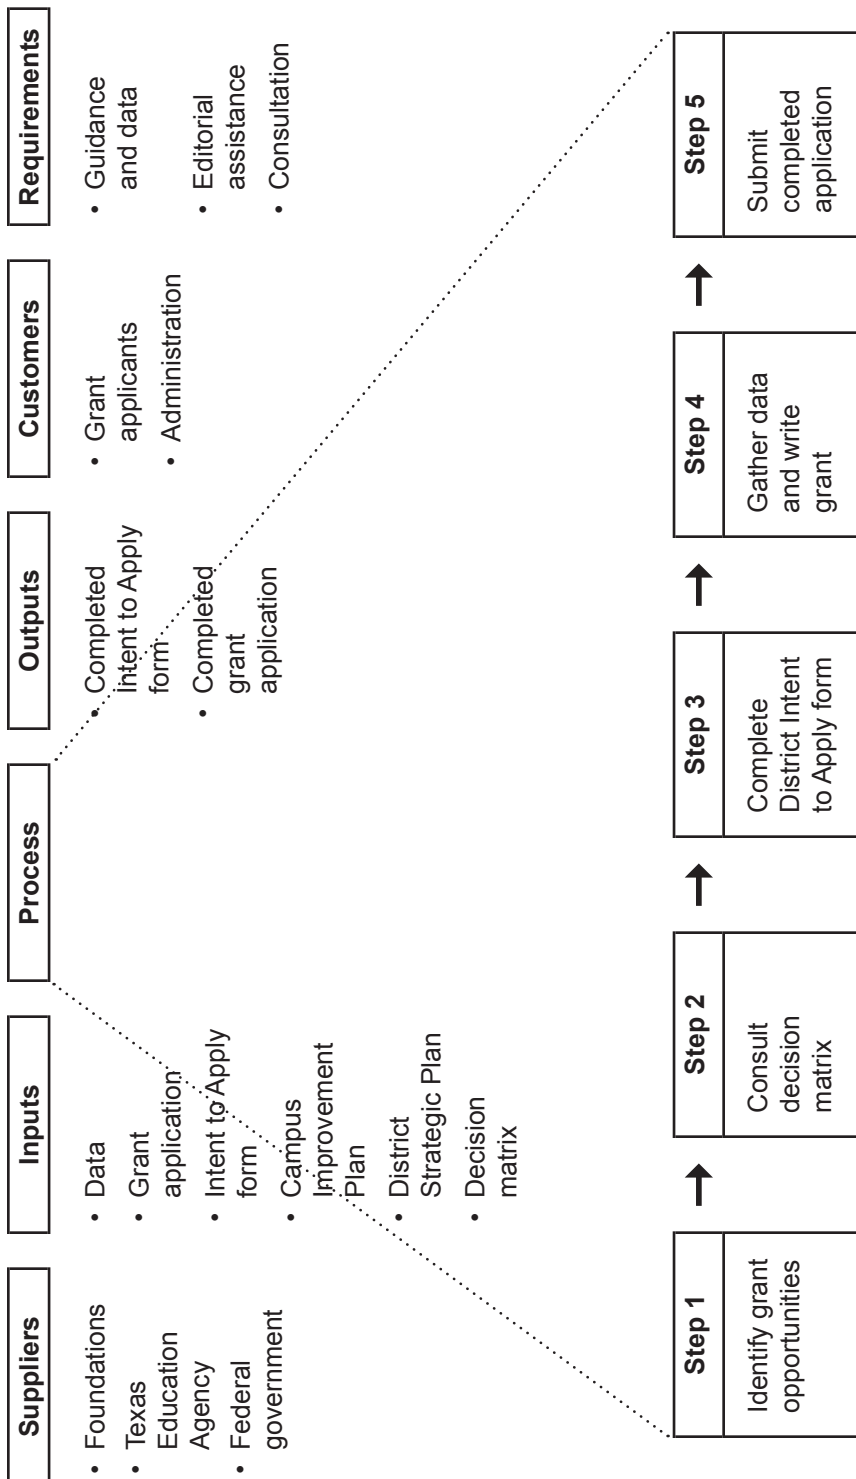 Suppliers
• Foundations
• Texas
Education
Agency
• Federal
government
Inputs
• Data
• Grant
application
• Intent to Apply
form
• Campus
Improvement
Plan
• District
Strategic Plan
• Decision
matrix
Process
Outputs
• Completed
Intent to Apply
form
• Completed
grant
application
Customers
• Grant
applicants
• Administration
Requirements
• Guidance
and data
• Editorial
assistance
• Consultation
Step 1
Identify grant
opportunities
Step 2
Consult
decision
matrix
Step 3
Complete
District Intent
to Apply form
Step 4
Gather data
and write
grant
Step 5
Submit
completed
application